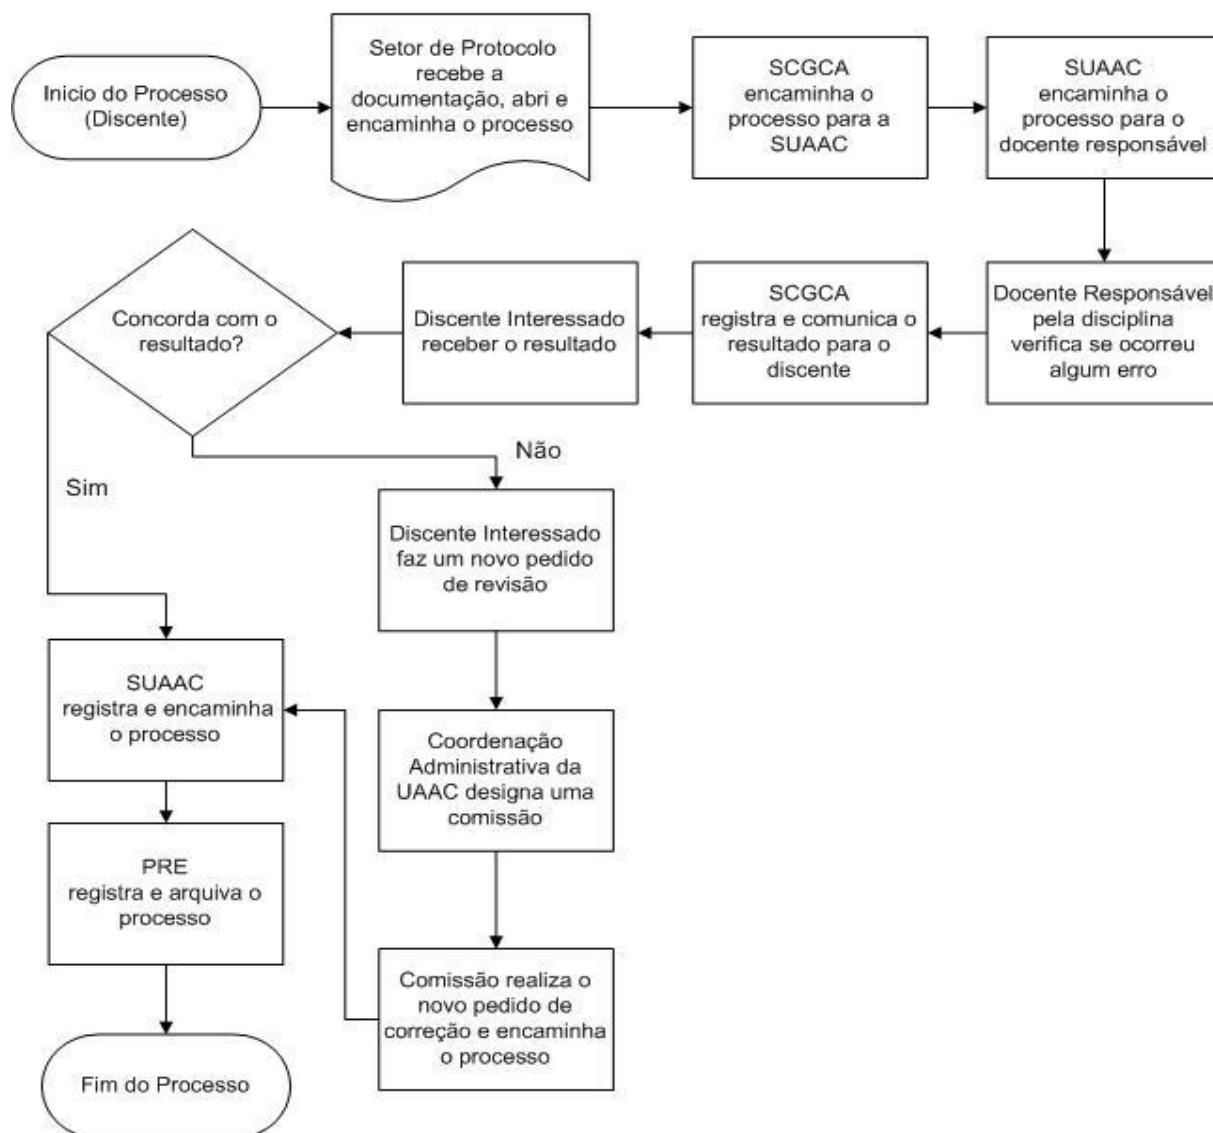 Inicio do Processo
(Discente)
Setor de Protocolo
recebe a
documentação, abri e
encaminha o processo
SCGCA
encaminha o
processo para a
SUAAC
SUAAC
encaminha o
processo para o
docente responsável
Docente Responsável
pela disciplina
verifica se ocorreu
algum erro
SCGCA
registra e comunica o
resultado para o
discente
Discente Interessado
receber o resultado
Concorda com o
resultado?
Não
Sim
Discente Interessado
faz um novo pedido
de revisão
Coordenação
Administrativa da
UAAC designa uma
comissão
Comissão realiza o
novo pedido de
correção e encaminha
o processo
SUAAC
registra e encaminha
o processo
PRE
registra e arquiva o
processo
Fim do Processo